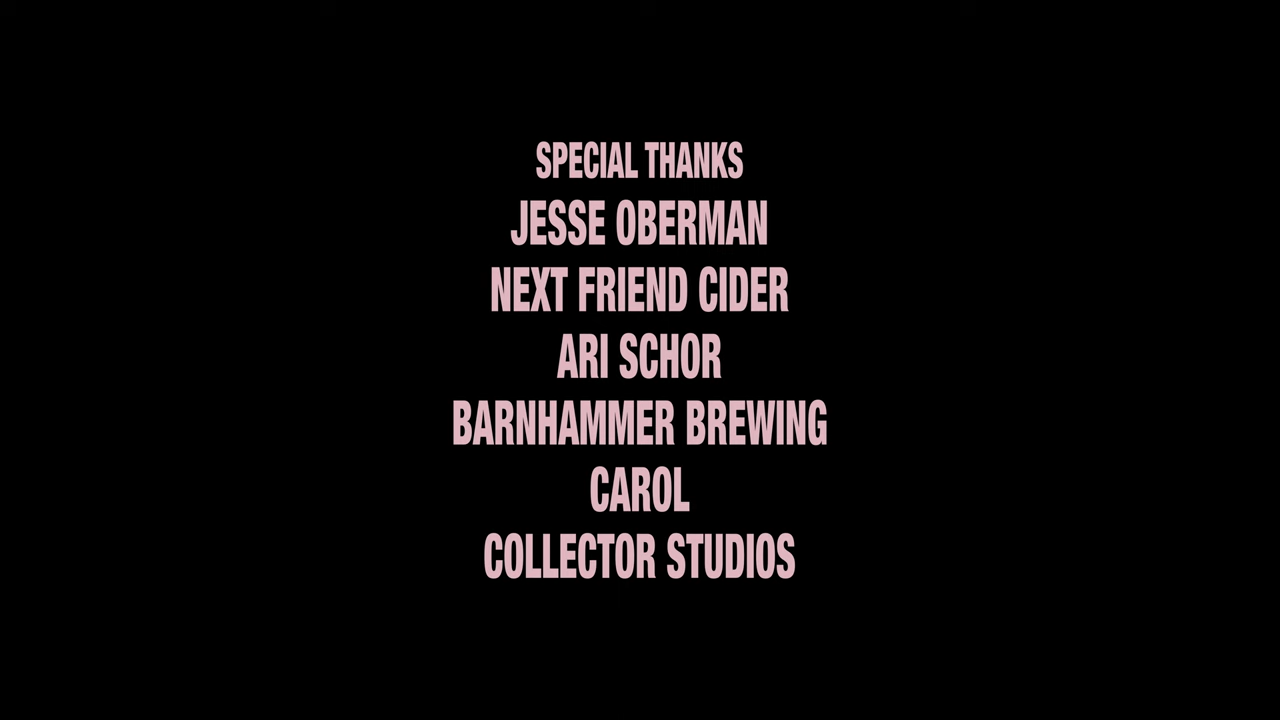 SPECIAL THANKS
JESSE OBERMAN
NEXT FRIEND CIDER
ARI SCHOR
BARNHAMMER BREWING
CAROL
COLLECTOR STUDIOS